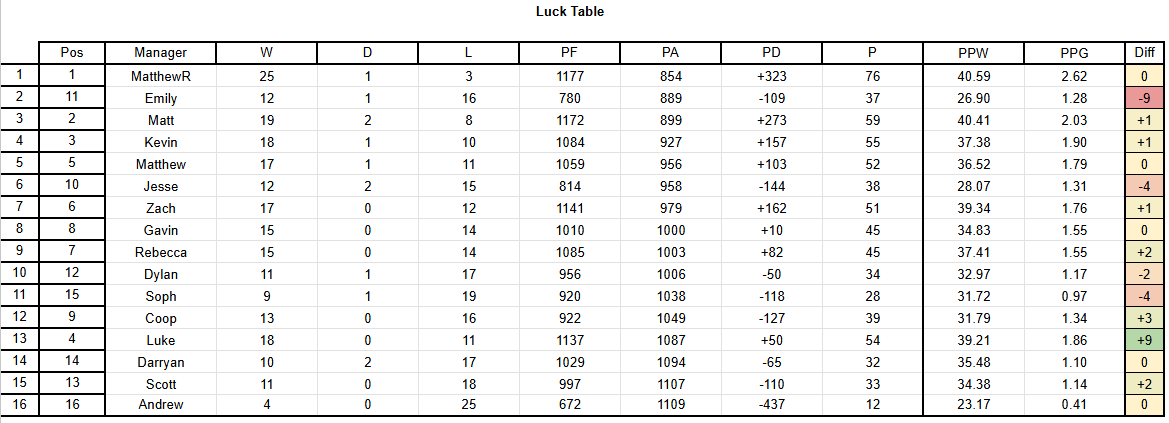 Luck Table
Pos Manager W D L PF PA PD P PPW PPG Diff
1 1 MatthewR 25 1 3 1177 854 +323 76 40.59 2.62 0
2 11 Emily 12 1 16 780 889 -109 37 26.90 1.28 -9
3 2 Matt 19 2 8 1172 899 +273 59 40.41 2.03 +1
4 3 Kevin 18 1 10 1084 927 +157 55 37.38 1.90 +1
5 5 Matthew 17 1 11 1059 956 +103 52 36.52 1.79 0
6 10 Jesse 12 2 15 814 958 -144 38 28.07 1.31 -4
7 6 Zach 17 0 12 1141 979 +162 51 39.34 1.76 +1
8 8 Gavin 15 0 14 1010 1000 +10 45 34.83 1.55 0
9 7 Rebecca 15 0 14 1085 1003 +82 45 37.41 1.55 +2
10 12 Dylan 11 1 17 956 1006 -50 34 32.97 1.17 -2
11 15 Soph 9 1 19 920 1038 -118 28 31.72 0.97 -4
12 9 Coop 13 0 16 922 1049 -127 39 31.79 1.34 +3
13 4 Luke 18 0 11 1137 1087 +50 54 39.21 1.86 +9
14 14 Darryan 10 2 17 1029 1094 -65 32 35.48 1.10 0
15 13 Scott 11 0 18 997 1107 -110 33 34.38 1.14 +2
16 16 Andrew 4 0 25 672 1109 -437 12 23.17 0.41 0